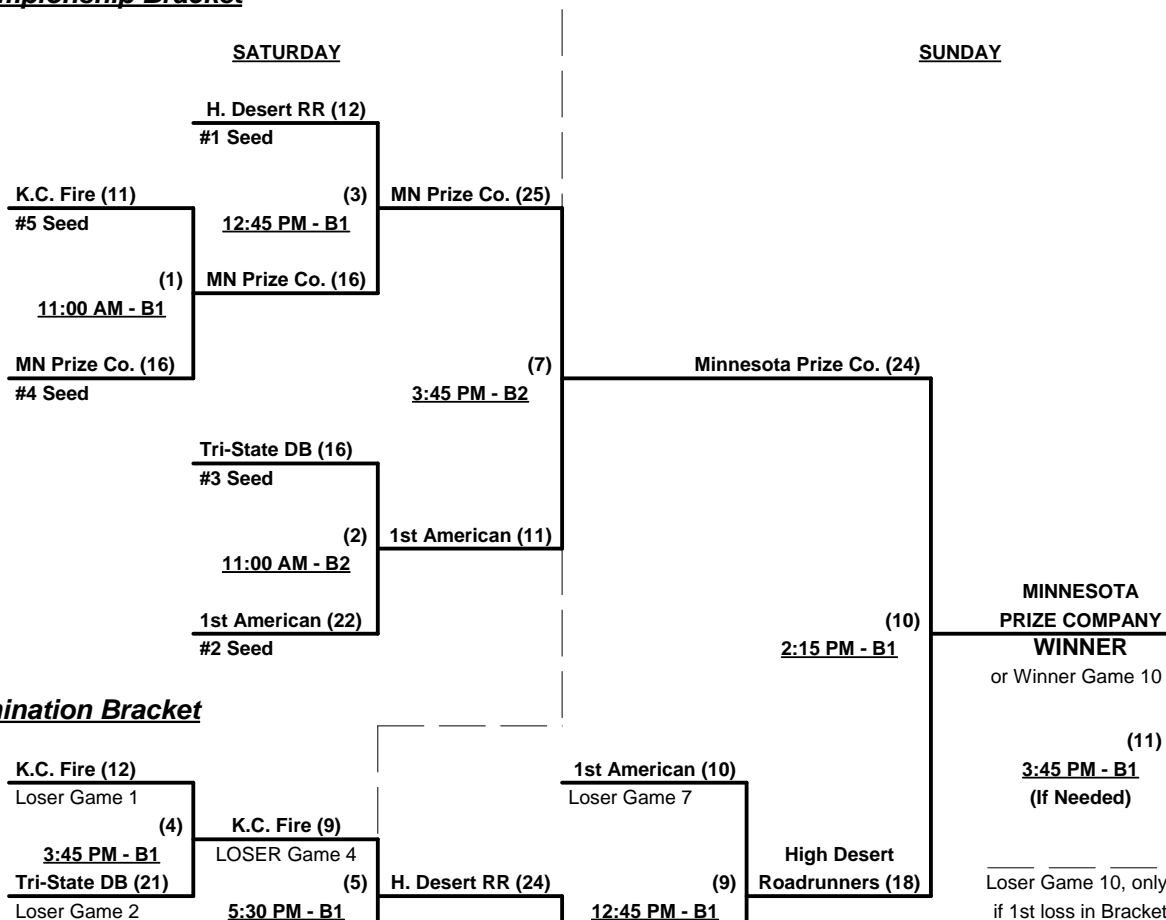 SATURDAY
SUNDAY
H. Desert RR (12)
#1 Seed
K.C. Fire (11)
#5 Seed
(3)
12:45 PM - B1
MN Prize Co. (25)
(1)
11:00 AM - B1
MN Prize Co. (16)
MN Prize Co. (16)
#4 Seed
(7)
3:45 PM - B2
Minnesota Prize Co. (24)
Tri-State DB (16)
#3 Seed
(2)
11:00 AM - B2
1st American (11)
1st American (22)
#2 Seed
(10)
2:15 PM - B1
MINNESOTA
PRIZE COMPANY
WINNER
or Winner Game 10
(11)
3:45 PM - B1
(If Needed)
Bracket
K.C. Fire (12)
Loser Game 1
(4)
3:45 PM - B1
Tri-State DB (21)
Loser Game 2
K.C. Fire (9)
LOSER Game 4
(5)
5:30 PM - B1
H. Desert RR (24)
1st American (10)
Loser Game 7
(9)
12:45 PM - B1
High Desert
Roadrunners (18)
Loser Game 10, only
if 1st loss in Bracket